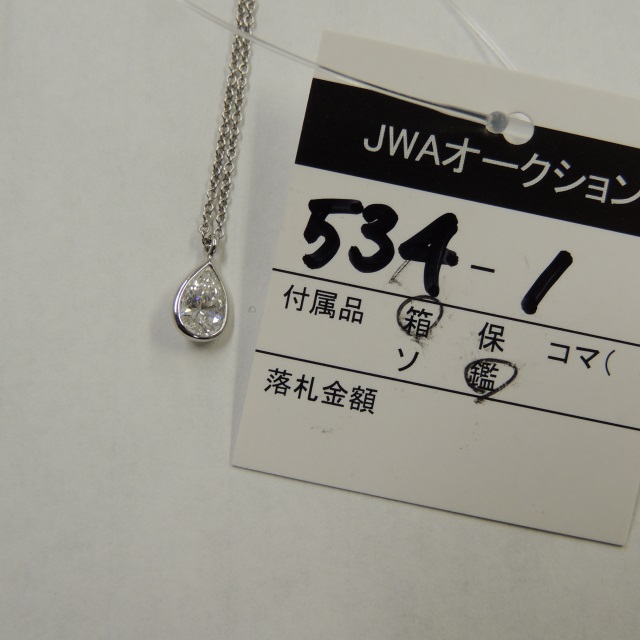 JWAオークション
534-1
付属品 箱 保 コマ(
ソ 鑑
落札金額